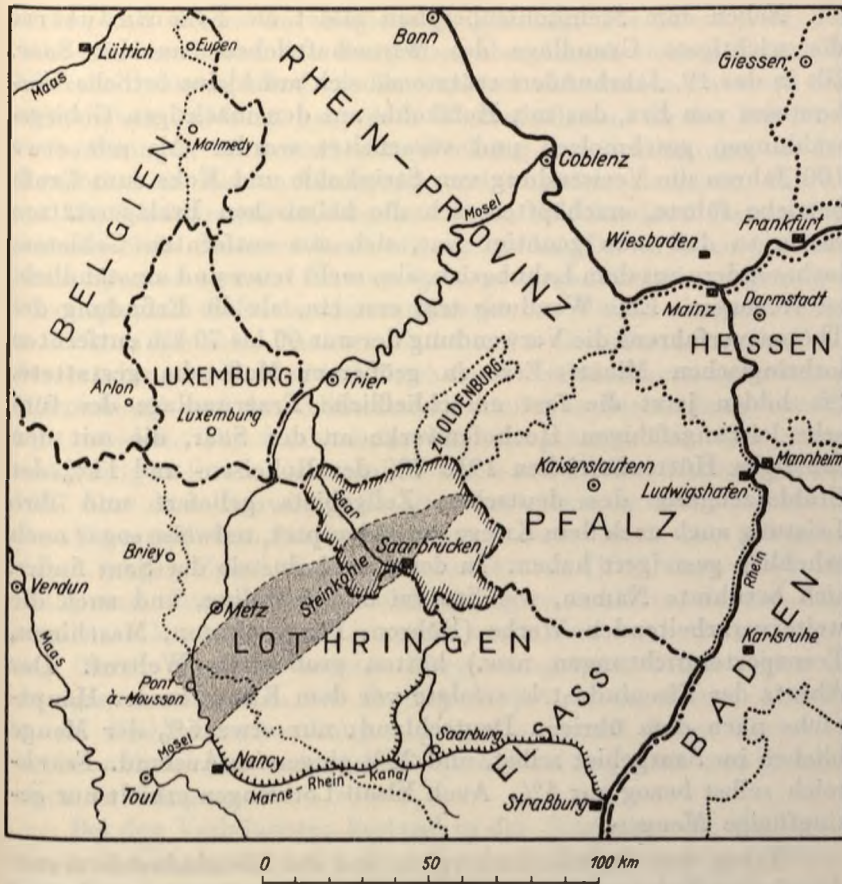 Bonn
Giessen
Lüttich
Eupen
Maas
RHEIN-PROVINZ
Malmedy
Coblenz
BELGIEN
Mosel
Wiesbaden
Frankfurt
Mainz
Darmstadt
HESSEN
LUXEMBURG
Trier
Arlon
Luxemburg
zu OLDENBURG
Kaiserslautern
Mannheim
Ludwigshafen
Saar
PFALZ
Briey
Saarbrücken
Steinkohle
Rhein
Verdun
Metz
LOTHRINGEN
BADEN
Karlsruhe
Maas
Pont
à-Mousson
ELSASS
Mosel
Nancy
Saarburg
Toul
Marne-Rhein-Kanal
Straßburg
0 50 100 km